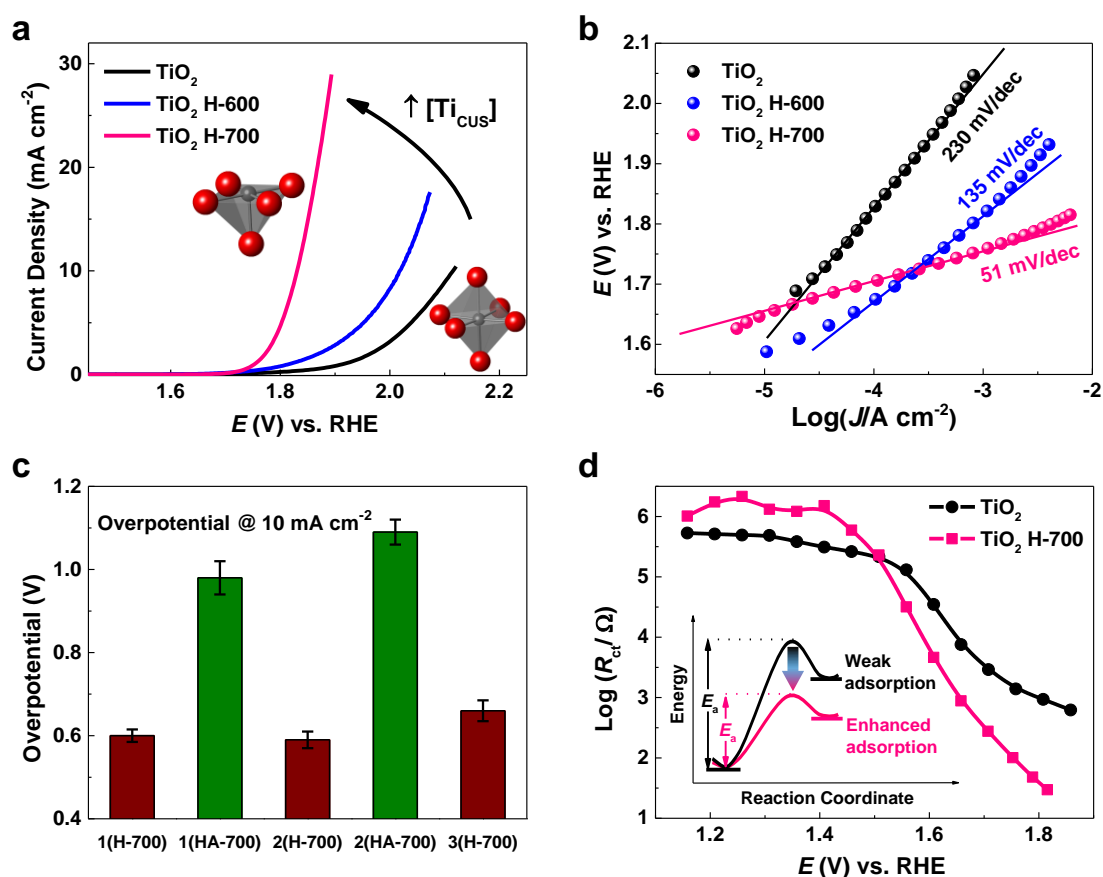 a
TiO₂
TiO₂ H-600
TiO₂ H-700
↑ [Ti_CUS]
Current Density (mA cm⁻²)
30
20
10
0
1.6
1.8
2.0
2.2
E (V) vs. RHE
b
TiO₂
TiO₂ H-600
TiO₂ H-700
230 mV/dec
135 mV/dec
51 mV/dec
E (V) vs. RHE
2.1
2.0
1.9
1.8
1.7
1.6
-6
-5
-4
-3
-2
Log(J/A cm⁻²)
c
Overpotential @ 10 mA cm⁻²
Overpotential (V)
1.2
1.0
0.8
0.6
0.4
1(H-700)
1(HA-700)
2(H-700)
2(HA-700)
3(H-700)
d
TiO₂
TiO₂ H-700
Log (R_ct/ Ω)
6
5
4
3
2
1
Energy
E_a
E_a
Weak
adsorption
Enhanced
adsorption
Reaction Coordinate
1.2
1.4
1.6
1.8
E (V) vs. RHE